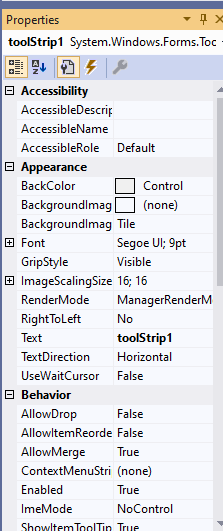 Properties
toolStrip1 System.Windows.Forms.Toc
Accessibility
AccessibleDescrip
AccessibleName
AccessibleRole Default
Appearance
BackColor Control
BackgroundImag (none)
BackgroundImag Tile
Font Segoe UI; 9pt
GripStyle Visible
ImageScalingSize 16; 16
RenderMode ManagerRenderM
RightToLeft No
Text toolStrip1
TextDirection Horizontal
UseWaitCursor False
Behavior
AllowDrop False
AllowItemReorde False
AllowMerge True
ContextMenuStri (none)
Enabled True
ImeMode NoControl
ShowItemToolTip True